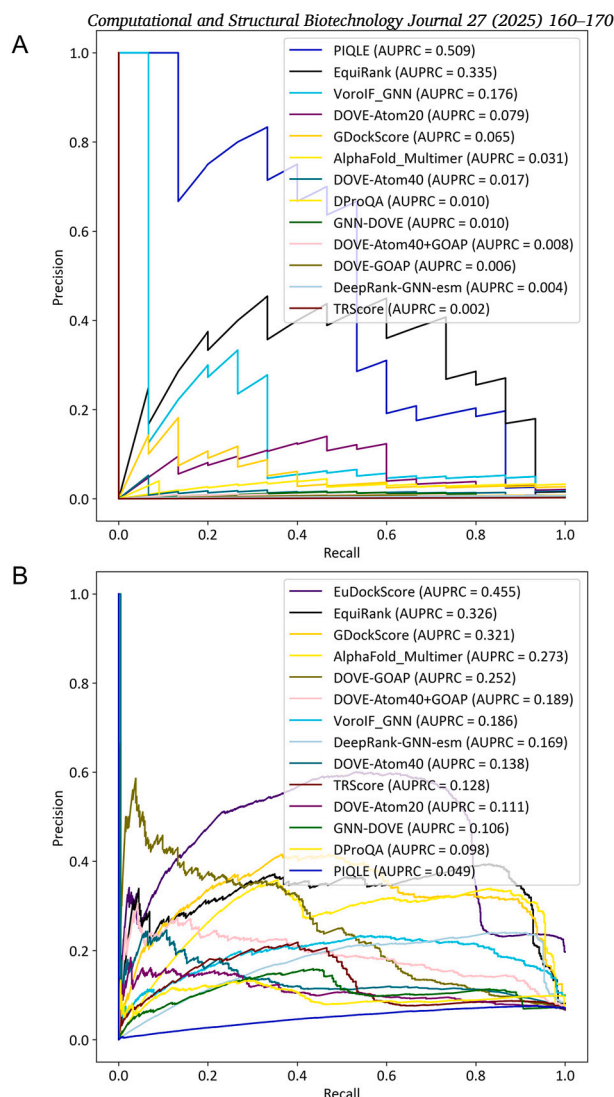 Computational and Structural Biotechnology Journal 27 (2025) 160–170
A
1.0
0.8
0.6
0.4
0.2
0.0
Precision
PIQLE (AUPRC = 0.509)
EquiRank (AUPRC = 0.335)
VoroIF_GNN (AUPRC = 0.176)
DOVE-Atom20 (AUPRC = 0.079)
GDockScore (AUPRC = 0.065)
AlphaFold_Multimer (AUPRC = 0.031)
DOVE-Atom40 (AUPRC = 0.017)
DProQA (AUPRC = 0.010)
GNN-DOVE (AUPRC = 0.010)
DOVE-Atom40+GOAP (AUPRC = 0.008)
DOVE-GOAP (AUPRC = 0.006)
DeepRank-GNN-esm (AUPRC = 0.004)
TRScore (AUPRC = 0.002)
0.0 0.2 0.4 0.6 0.8 1.0
Recall
B
1.0
0.8
0.6
0.4
0.2
0.0
Precision
EuDockScore (AUPRC = 0.455)
EquiRank (AUPRC = 0.326)
GDockScore (AUPRC = 0.321)
AlphaFold_Multimer (AUPRC = 0.273)
DOVE-GOAP (AUPRC = 0.252)
DOVE-Atom40+GOAP (AUPRC = 0.189)
VoroIF_GNN (AUPRC = 0.186)
DeepRank-GNN-esm (AUPRC = 0.169)
DOVE-Atom40 (AUPRC = 0.138)
TRScore (AUPRC = 0.128)
DOVE-Atom20 (AUPRC = 0.111)
GNN-DOVE (AUPRC = 0.106)
DProQA (AUPRC = 0.098)
PIQLE (AUPRC = 0.049)
0.0 0.2 0.4 0.6 0.8 1.0
Recall